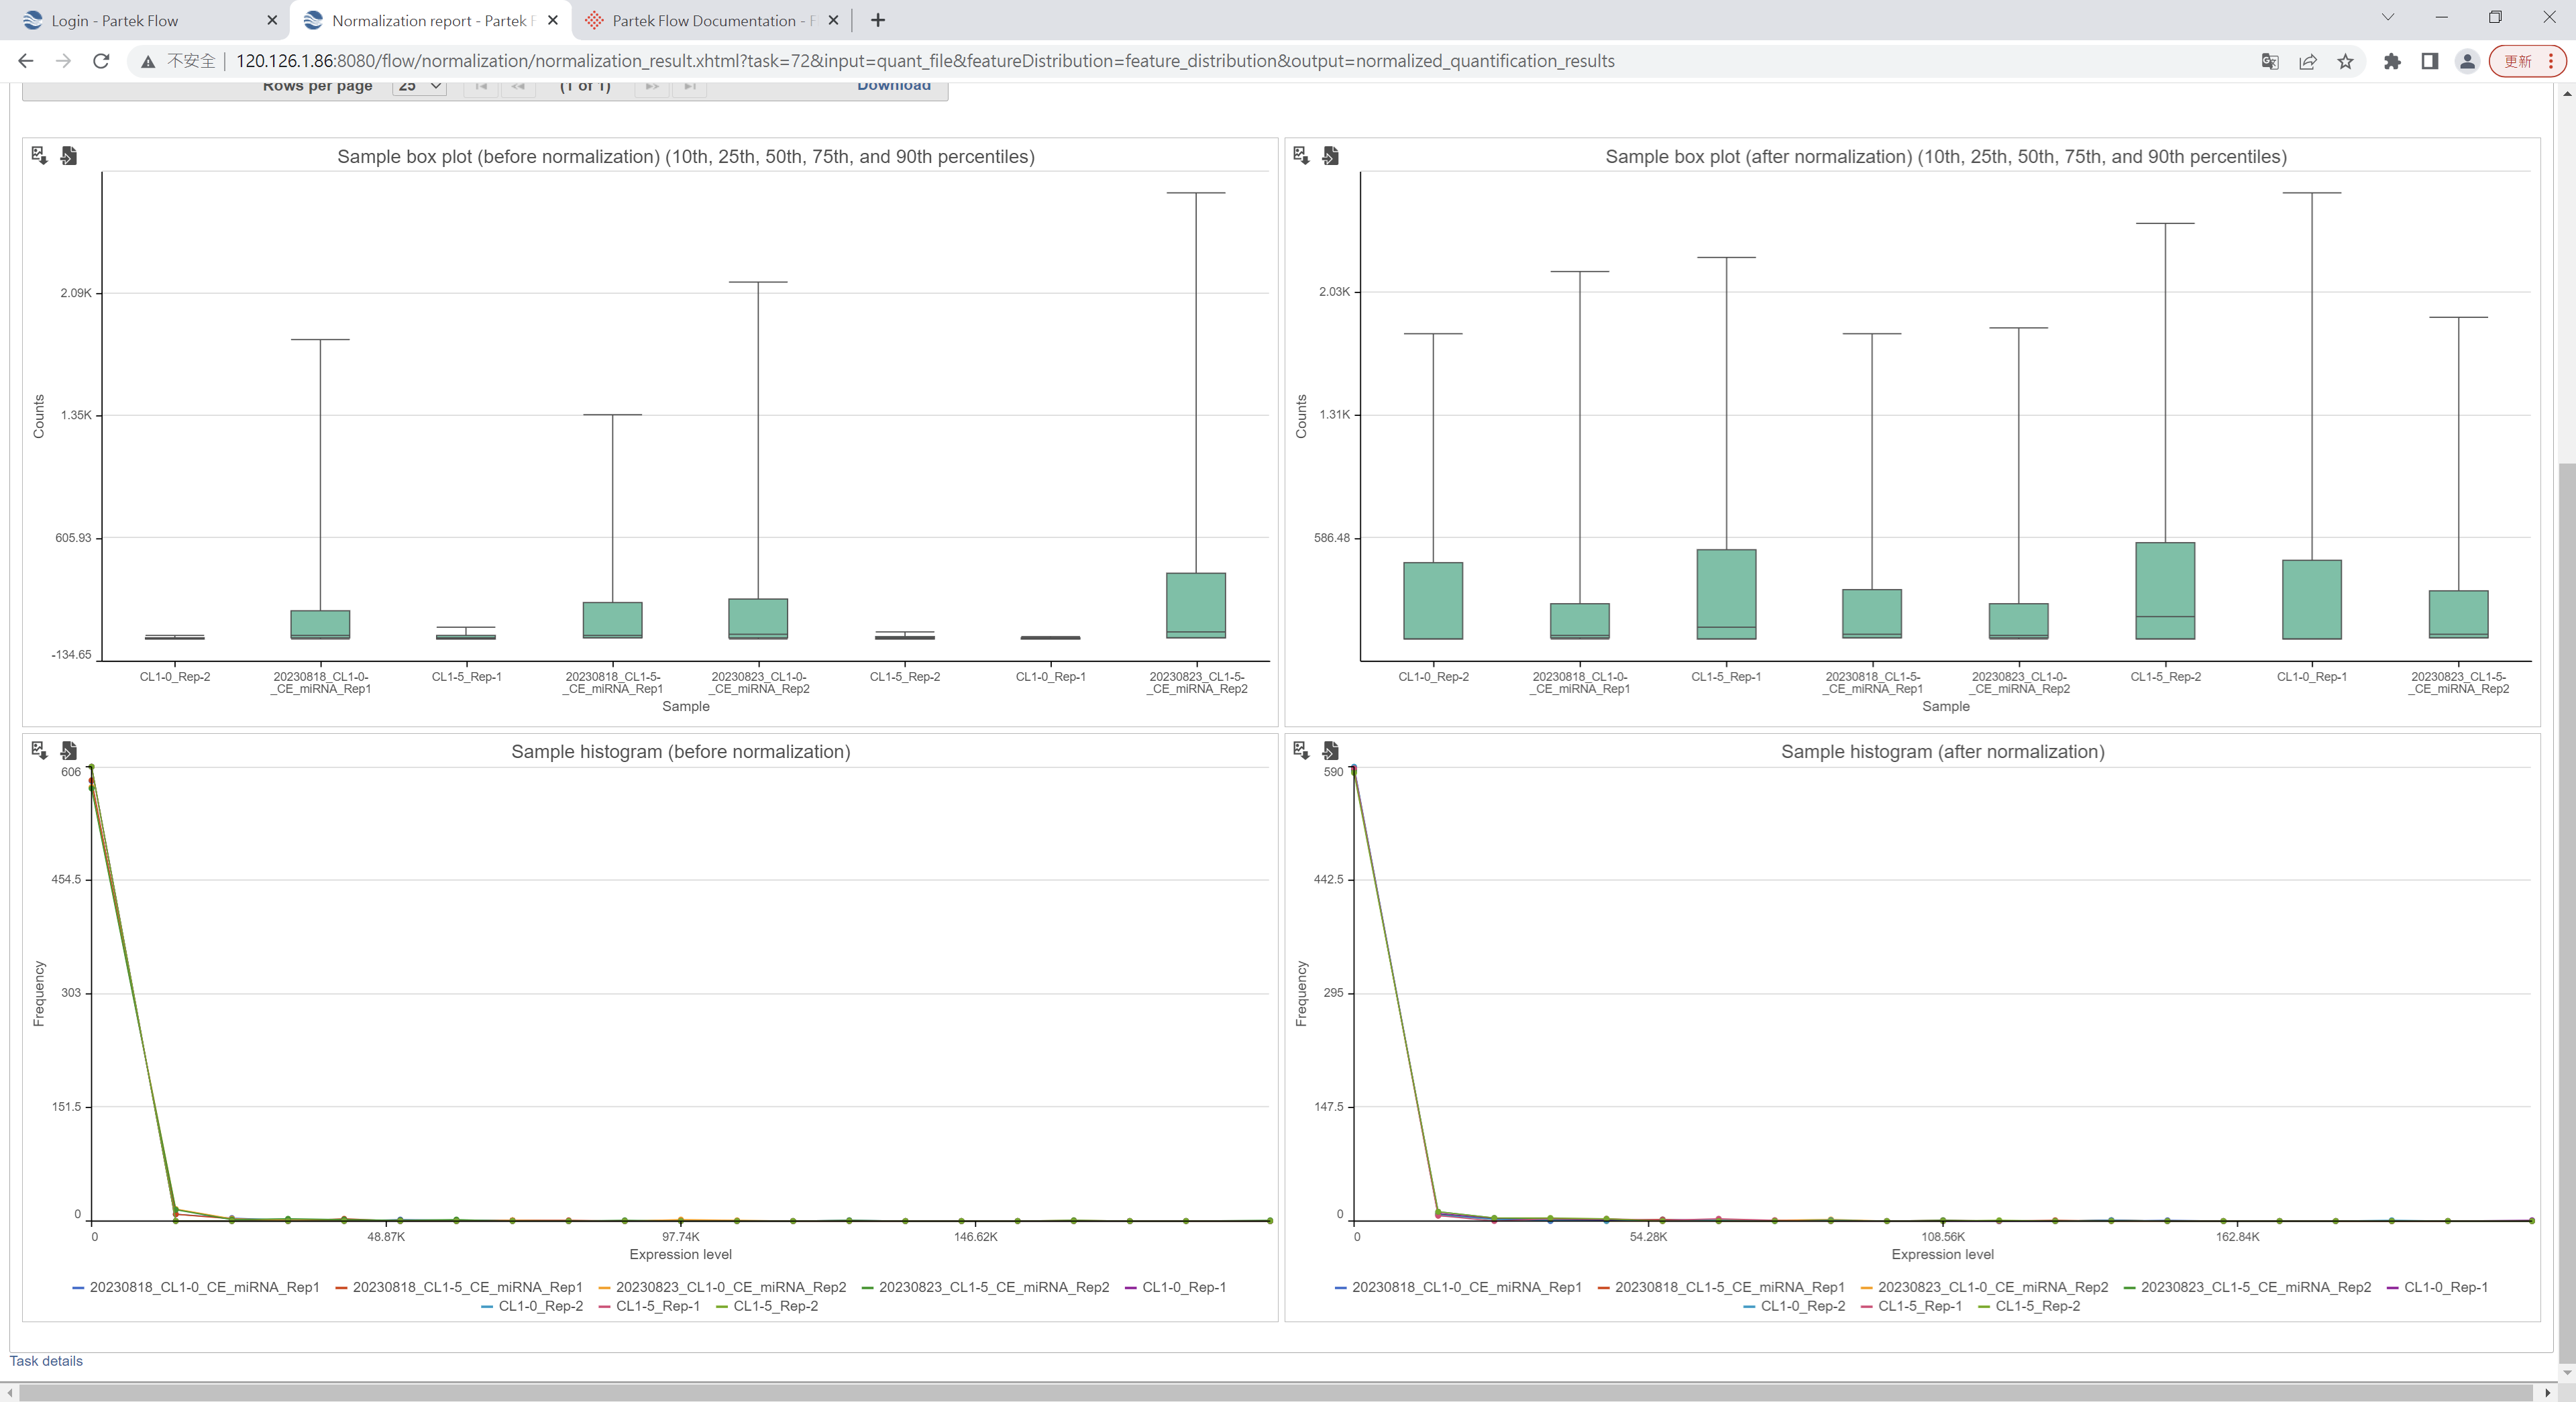 Login - Partek Flow
Normalization report - Partek F
Partek Flow Documentation - F
不安全
120.126.1.86:8080/flow/normalization/normalization_result.xhtml?task=72&input=quant_file&featureDistribution=feature_distribution&output=normalized_quantification_results
更新
Rows per page 25 (1 of 1) Download
Sample box plot (before normalization) (10th, 25th, 50th, 75th, and 90th percentiles)
Counts
2.09K
1.35K
605.93
-134.65
CL1-0_Rep-2
20230818_CL1-0-
_CE_miRNA_Rep1
CL1-5_Rep-1
20230818_CL1-5-
_CE_miRNA_Rep1
20230823_CL1-0-
_CE_miRNA_Rep2
CL1-5_Rep-2
CL1-0_Rep-1
20230823_CL1-5-
_CE_miRNA_Rep2
Sample
Sample box plot (after normalization) (10th, 25th, 50th, 75th, and 90th percentiles)
Counts
2.03K
1.31K
586.48
CL1-0_Rep-2
20230818_CL1-0-
_CE_miRNA_Rep1
CL1-5_Rep-1
20230818_CL1-5-
_CE_miRNA_Rep1
20230823_CL1-0-
_CE_miRNA_Rep2
CL1-5_Rep-2
CL1-0_Rep-1
20230823_CL1-5-
_CE_miRNA_Rep2
Sample
Sample histogram (before normalization)
Frequency
606
454.5
303
151.5
0
0 48.87K 97.74K 146.62K
Expression level
20230818_CL1-0_CE_miRNA_Rep1 20230818_CL1-5_CE_miRNA_Rep1 20230823_CL1-0_CE_miRNA_Rep2 20230823_CL1-5_CE_miRNA_Rep2 CL1-0_Rep-1
CL1-0_Rep-2 CL1-5_Rep-1 CL1-5_Rep-2
Sample histogram (after normalization)
Frequency
590
442.5
295
147.5
0
0 54.28K 108.56K 162.84K
Expression level
20230818_CL1-0_CE_miRNA_Rep1 20230818_CL1-5_CE_miRNA_Rep1 20230823_CL1-0_CE_miRNA_Rep2 20230823_CL1-5_CE_miRNA_Rep2 CL1-0_Rep-1
CL1-0_Rep-2 CL1-5_Rep-1 CL1-5_Rep-2
Task details